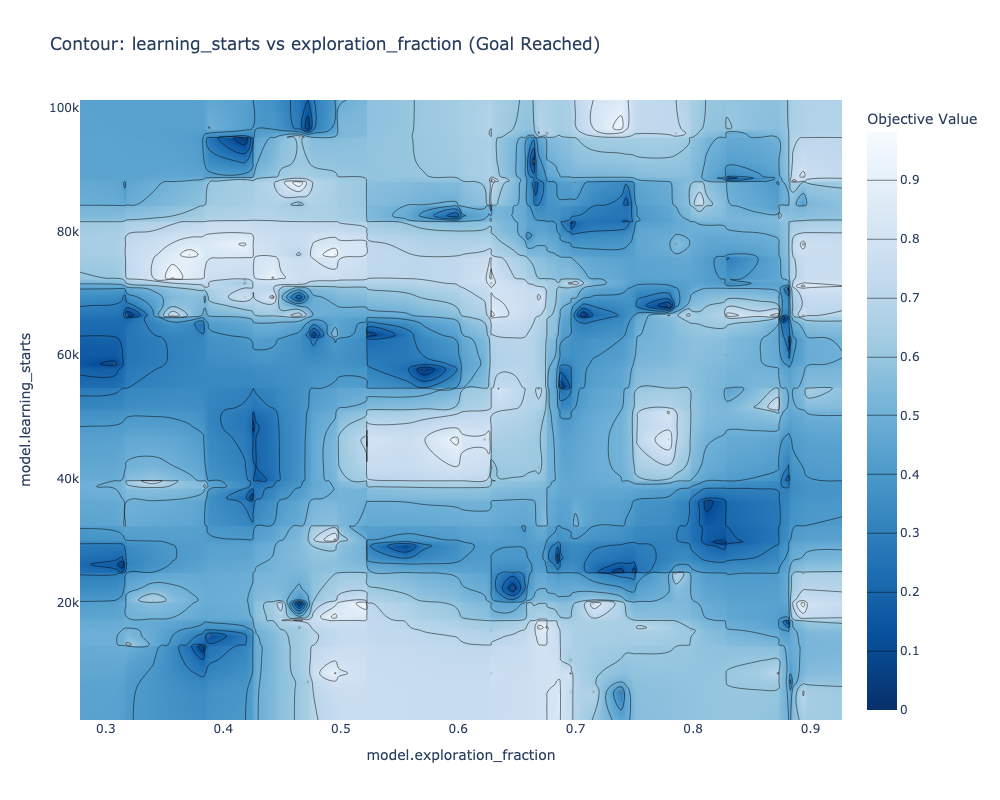 Contour: learning_starts vs exploration_fraction (Goal Reached)
Objective Value
100k
80k
60k
40k
20k
model.learning_starts
0.3
0.4
0.5
0.6
0.7
0.8
0.9
model.exploration_fraction
0.9
0.8
0.7
0.6
0.5
0.4
0.3
0.2
0.1
0